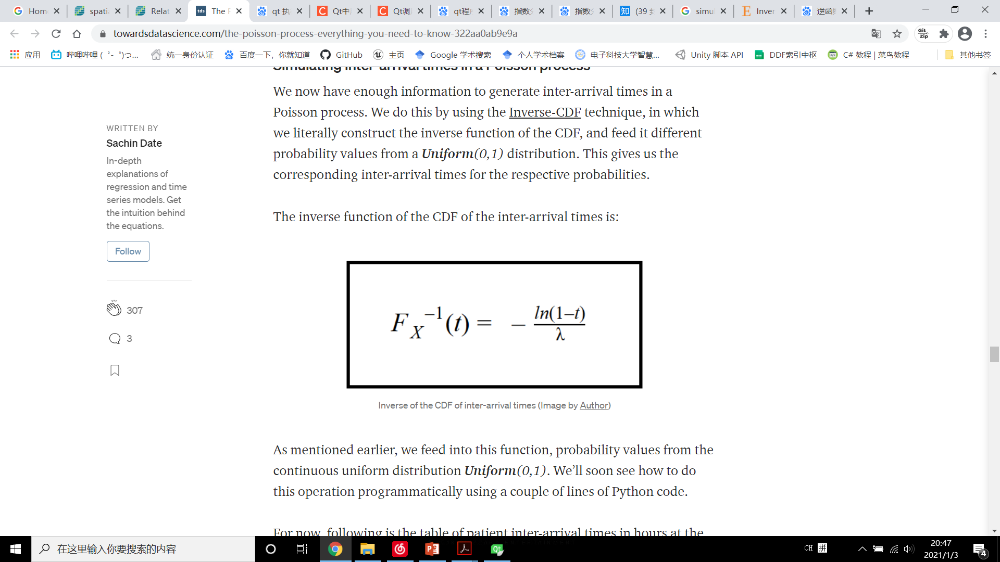 Hom
spati
Relat
tds
The P
qt 执
Qt中
Qt调
qt程
指数
指数
知
(39
simu
Inver
逆函
towardsdatascience.com/the-poisson-process-everything-you-need-to-know-322aa0ab9e9a
Git
Zip
应用
哔哩哔哩 ( ゜- ゜)つ...
统一身份认证
百度一下，你就知道
GitHub
主页
Google 学术搜索
个人学术档案
电子科技大学智慧...
Unity 脚本 API
DDF索引中枢
C# 教程 | 菜鸟教程
其他书签
Simulating inter-arrival times in a Poisson process
We now have enough information to generate inter-arrival times in a
Poisson process. We do this by using the Inverse-CDF technique, in which
we literally construct the inverse function of the CDF, and feed it different
probability values from a Uniform(0,1) distribution. This gives us the
corresponding inter-arrival times for the respective probabilities.
WRITTEN BY
Sachin Date
In-depth
explanations of
regression and time
series models. Get
the intuition behind
the equations.
Follow
307
3
The inverse function of the CDF of the inter-arrival times is:
F_X^{-1}(t) = − ln(1−t)/λ
Inverse of the CDF of inter-arrival times (Image by Author)
As mentioned earlier, we feed into this function, probability values from the
continuous uniform distribution Uniform(0,1). We’ll soon see how to do
this operation programmatically using a couple of lines of Python code.
For now, following is the table of patient inter-arrival times in hours at the
在这里输入你要搜索的内容
CH
拼
20:47
2021/1/3
4